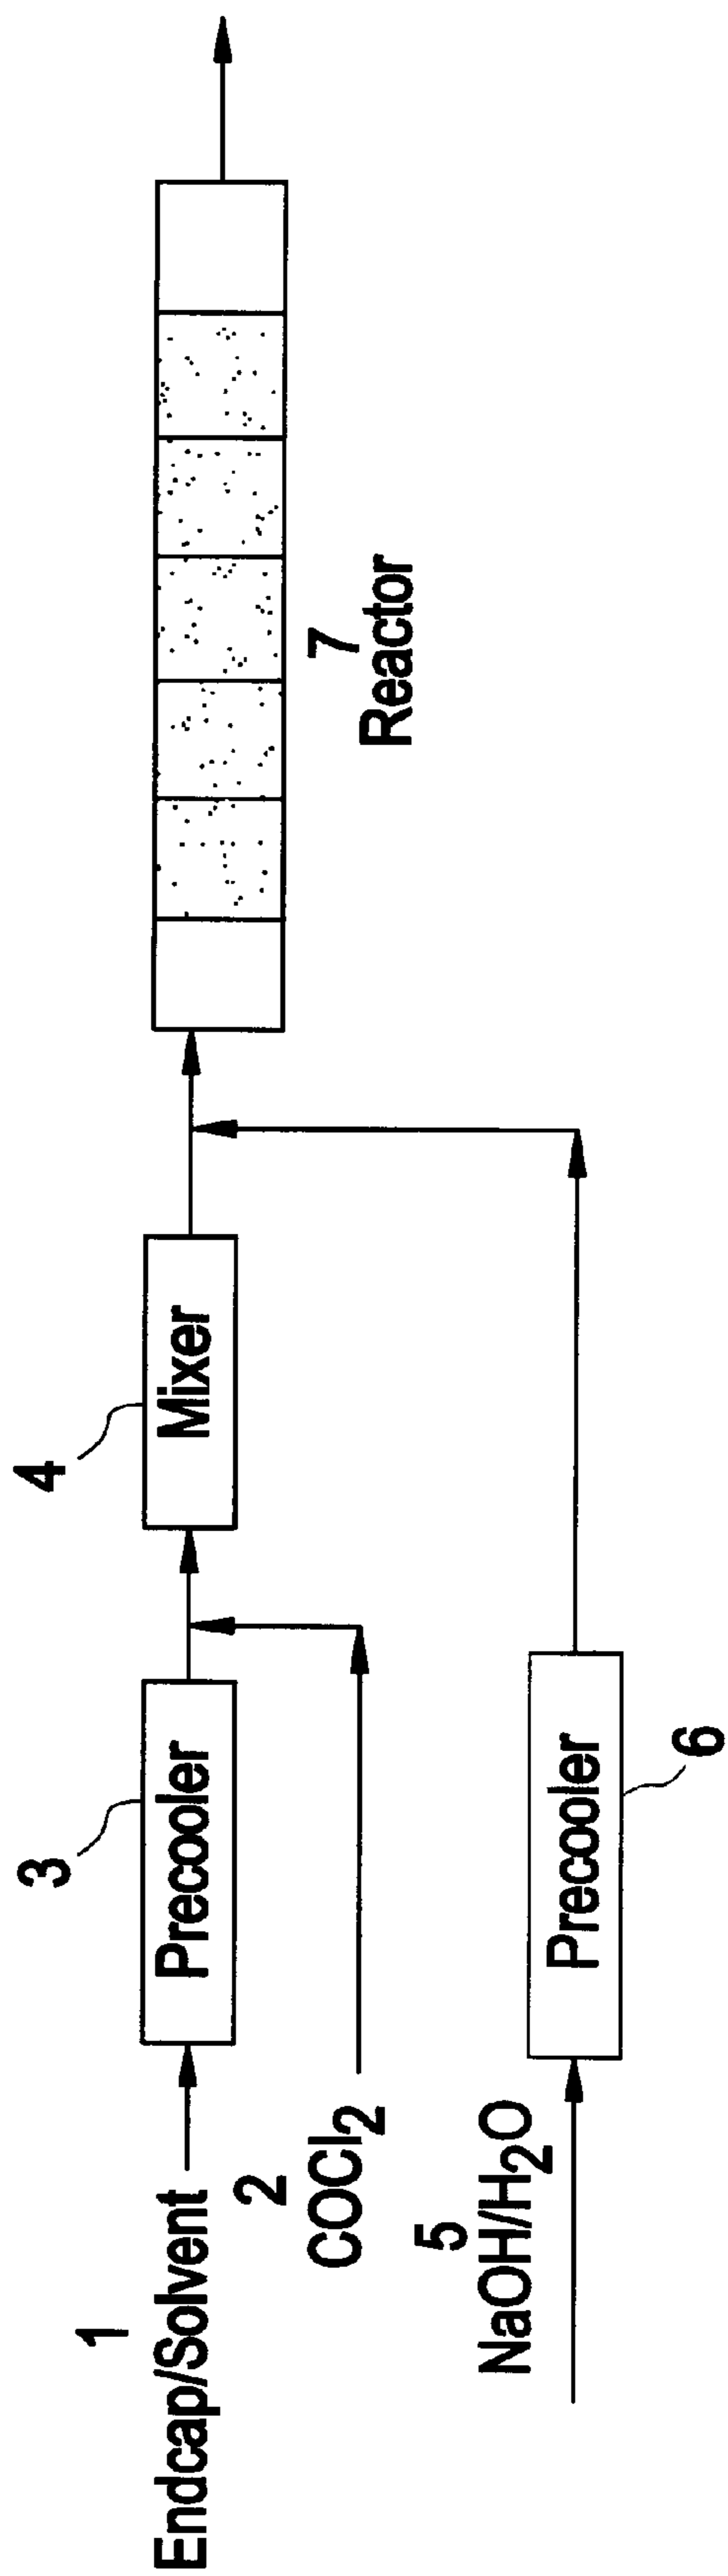 1
Endcap/Solvent
2
COCl2
3
Precooler
4
Mixer
5
NaOH/H2O
Precooler
6
7
Reactor